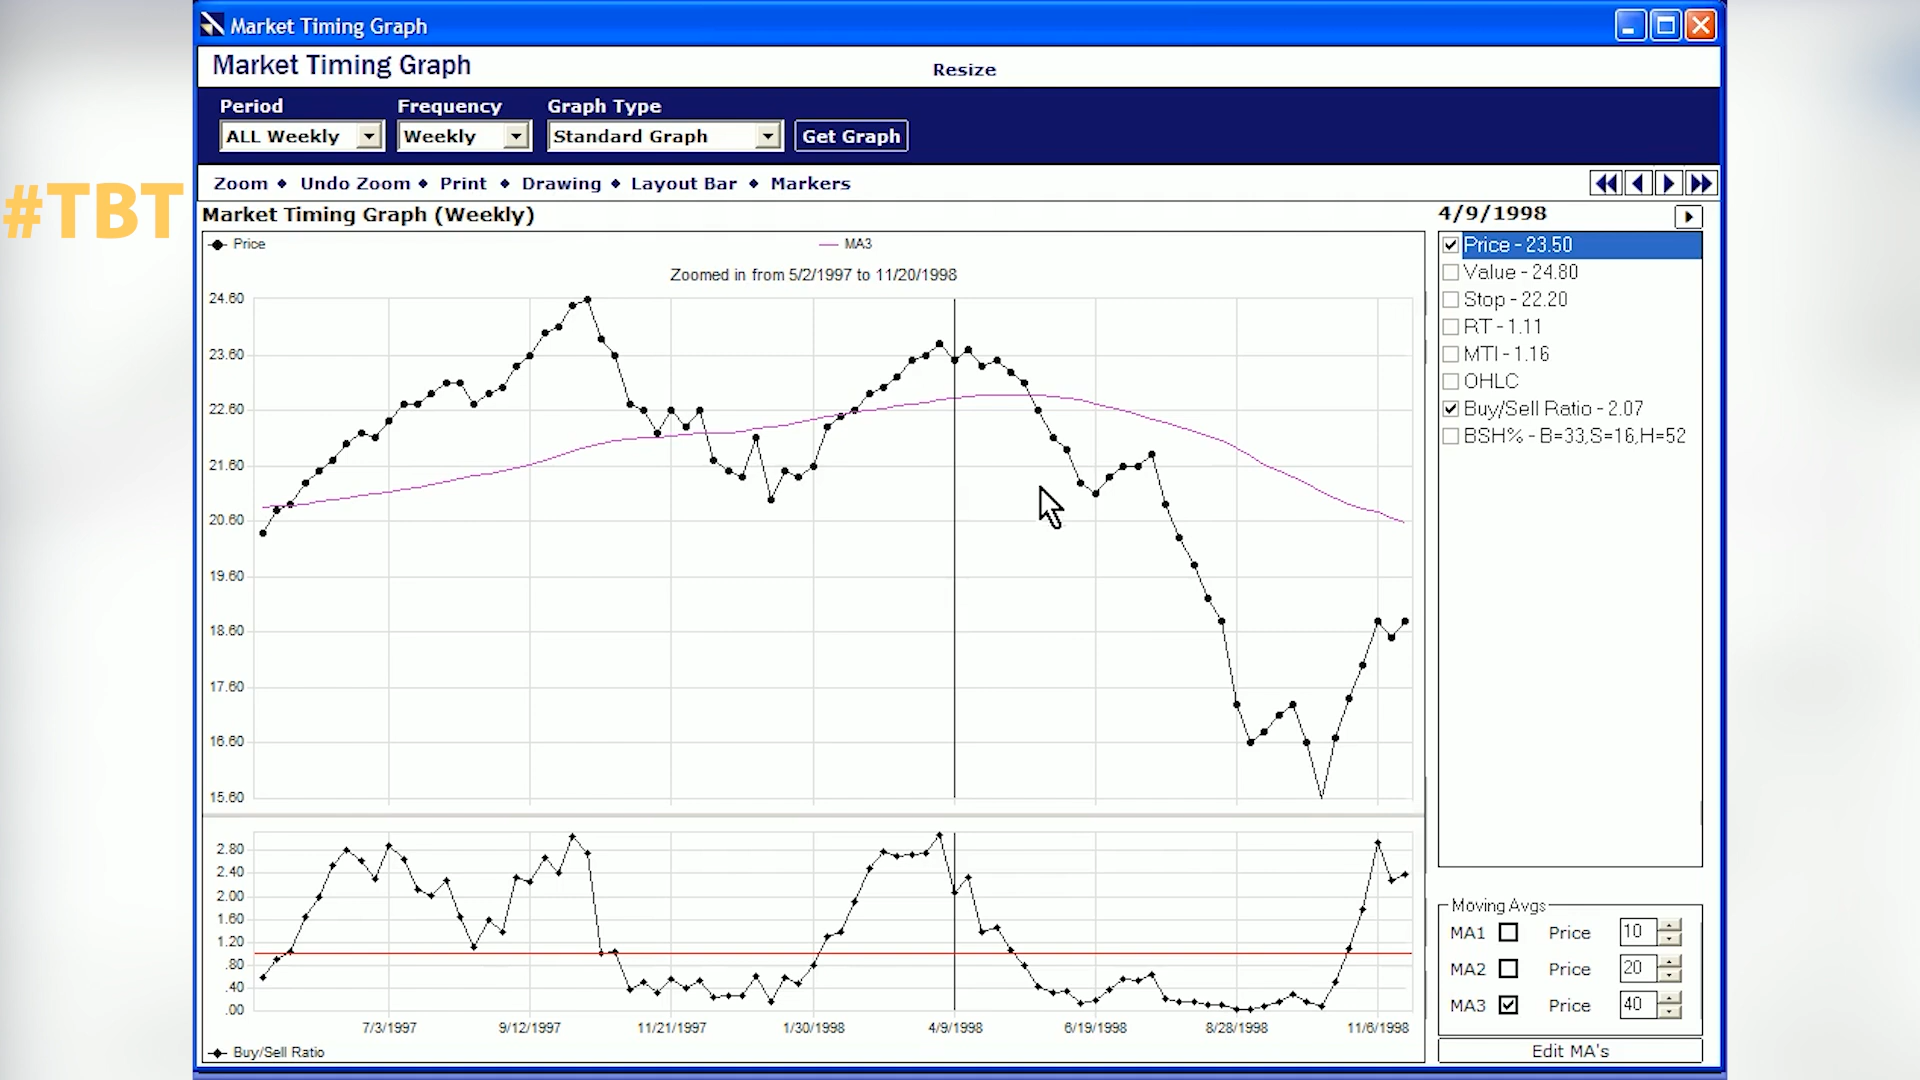 Market Timing Graph
Market Timing Graph
Resize
Period Frequency Graph Type
ALL Weekly Weekly Standard Graph Get Graph
Zoom Undo Zoom Print Drawing Layout Bar Markers
#TBT
Market Timing Graph (Weekly)
4/9/1998
Price MA3
Zoomed in from 5/2/1997 to 11/20/1998
24.60
23.60
22.60
21.60
20.60
19.60
18.60
17.60
16.60
15.60
2.80
2.40
2.00
1.60
1.20
.80
.40
.00
7/3/1997 9/12/1997 11/21/1997 1/30/1998 4/9/1998 6/19/1998 8/28/1998 11/6/1998
Buy/Sell Ratio
Price - 23.50
Value - 24.80
Stop - 22.20
RT - 1.11
MTI - 1.16
OHLC
Buy/Sell Ratio - 2.07
BSH% - B=33,S=16,H=52
Moving Avgs
MA1 Price 10
MA2 Price 20
MA3 Price 40
Edit MA's